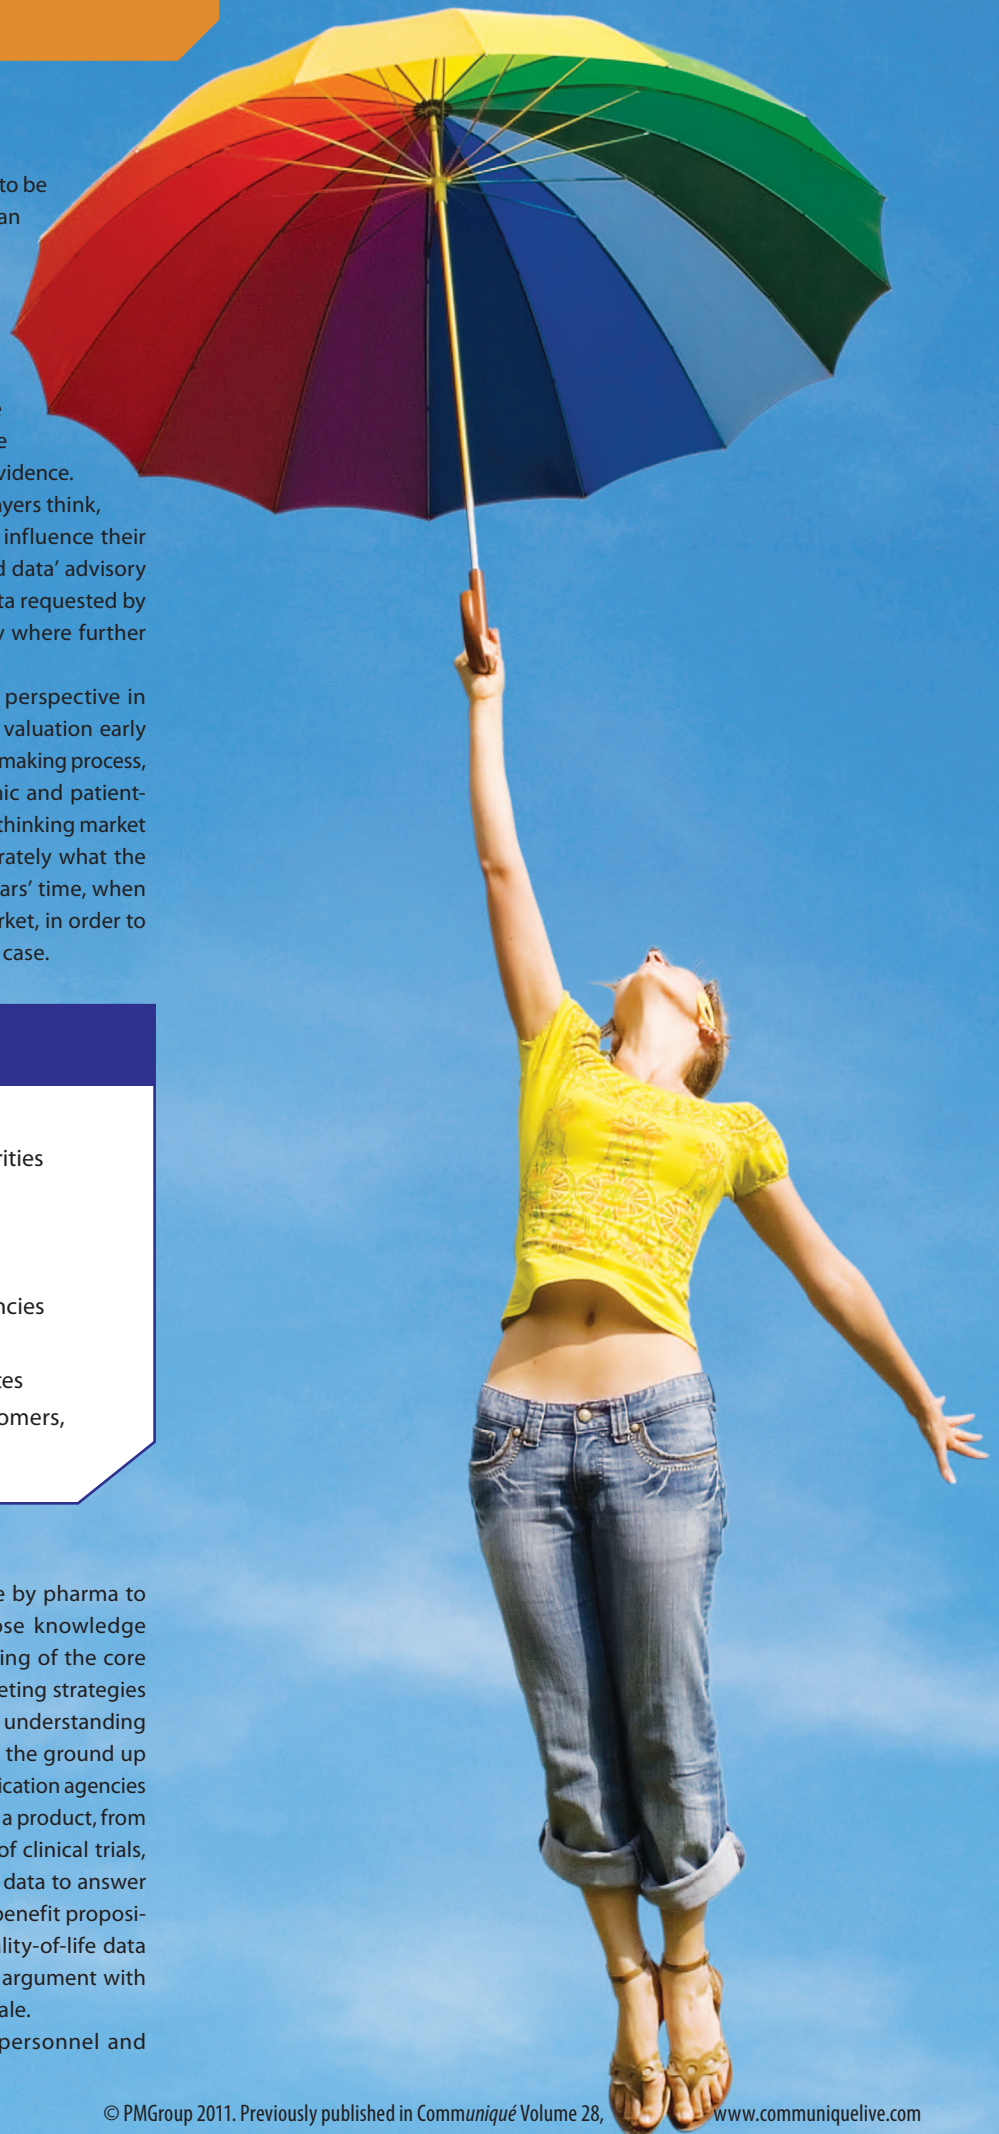 to be
an
vidence.
ayers think,
influence their
d data’ advisory
ta requested by
y where further
perspective in
valuation early
making process,
nic and patient-
thinking market
rately what the
ars’ time, when
rket, in order to
case.
rities
ncies
tes
omers,
e by pharma to
ose knowledge
ing of the core
eting strategies
understanding
the ground up
ication agencies
a product, from
of clinical trials,
data to answer
benefit proposi-
lity-of-life data
argument with
ale.
personnel and
© PMGroup 2011. Previously published in Communiqué Volume 28,
www.communiquelive.com